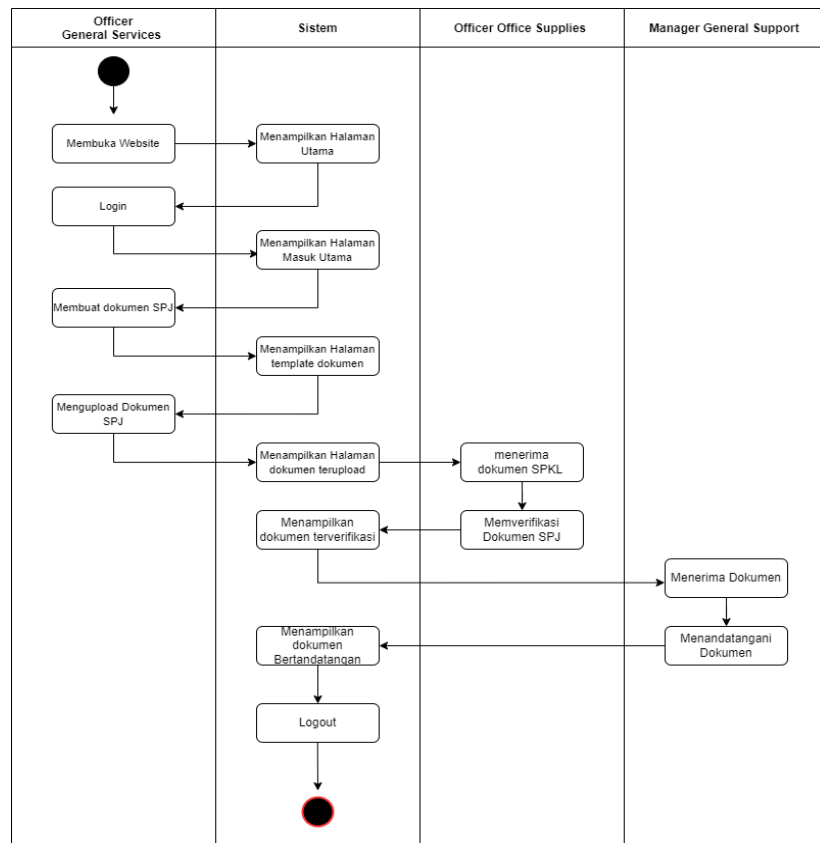 Officer
General Services
Sistem
Officer Office Supplies
Manager General Support
Membuka Website
Menampilkan Halaman
Utama
Login
Menampilkan Halaman
Masuk Utama
Membuat dokumen SPJ
Menampilkan Halaman
template dokumen
Mengupload Dokumen
SPJ
Menampilkan Halaman
dokumen terupload
menerima
dokumen SPKL
Menampilkan
dokumen terverifikasi
Memverifikasi
Dokumen SPJ
Menerima Dokumen
Menampilkan
dokumen
Bertandatangan
Menandatangani
Dokumen
Logout